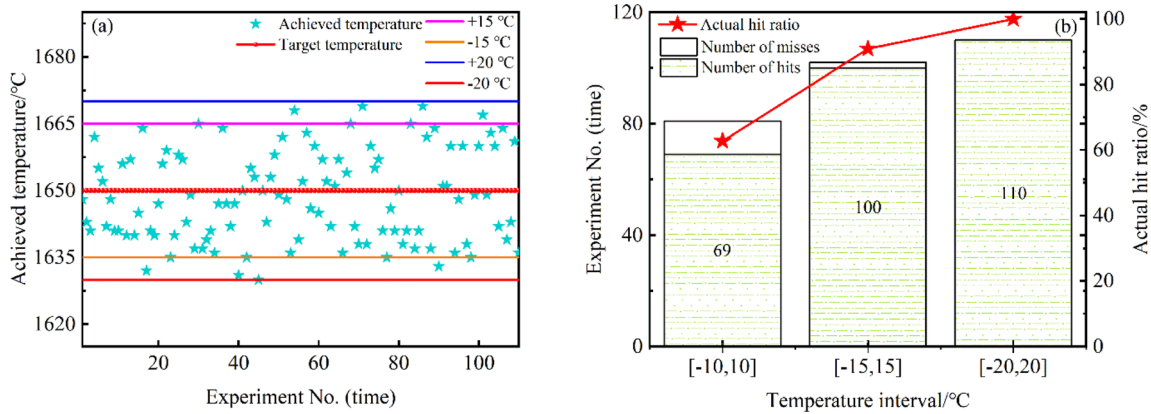 (a)
Achieved temperature
Target temperature
+15 °C
-15 °C
+20 °C
-20 °C
1680
1665
1650
1635
1620
Achieved temperature/°C
20
40
60
80
100
Experiment No. (time)
(b)
Actual hit ratio
Number of misses
Number of hits
120
80
40
0
Experiment No. (time)
69
100
110
100
80
60
40
20
0
Actual hit ratio/%
[-10,10]
[-15,15]
[-20,20]
Temperature interval/°C